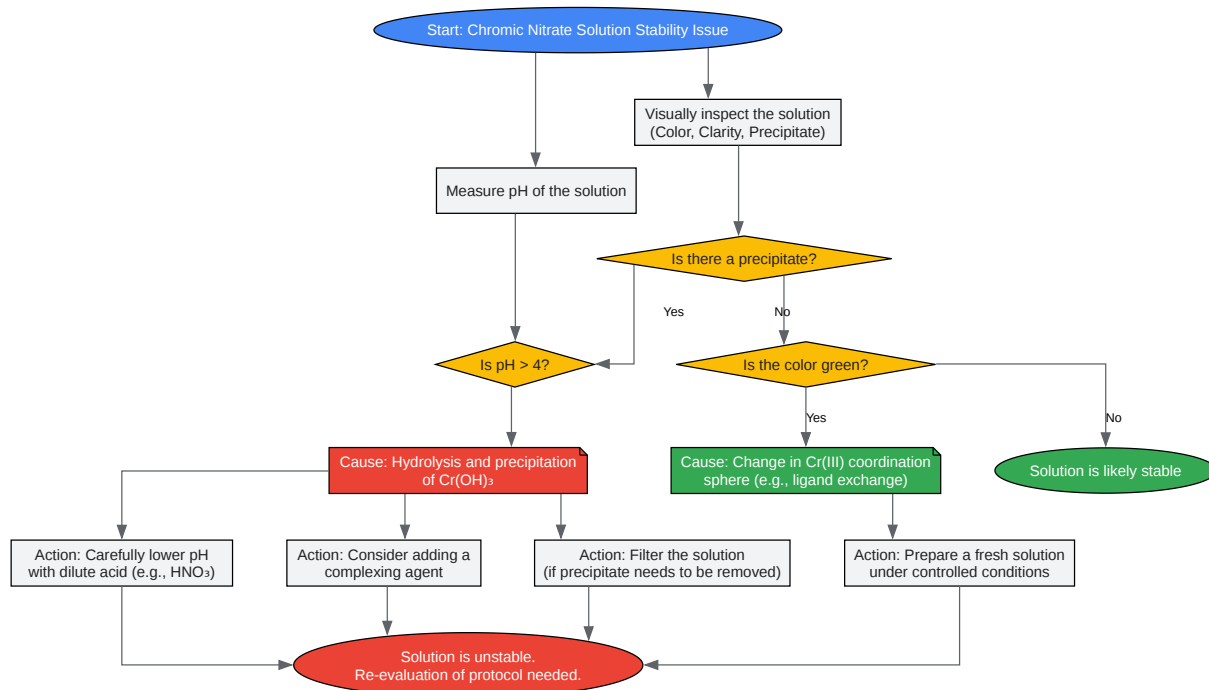 Start: Chromic Nitrate Solution Stability Issue
Visually inspect the solution
(Color, Clarity, Precipitate)
Measure pH of the solution
Is there a precipitate?
Yes
No
Is pH > 4?
Is the color green?
Yes
No
Cause: Hydrolysis and precipitation
of Cr(OH)₃
Cause: Change in Cr(III) coordination
sphere (e.g., ligand exchange)
Solution is likely stable
Action: Carefully lower pH
with dilute acid (e.g., HNO₃)
Action: Consider adding a
complexing agent
Action: Filter the solution
(if precipitate needs to be removed)
Action: Prepare a fresh solution
under controlled conditions
Solution is unstable.
Re-evaluation of protocol needed.